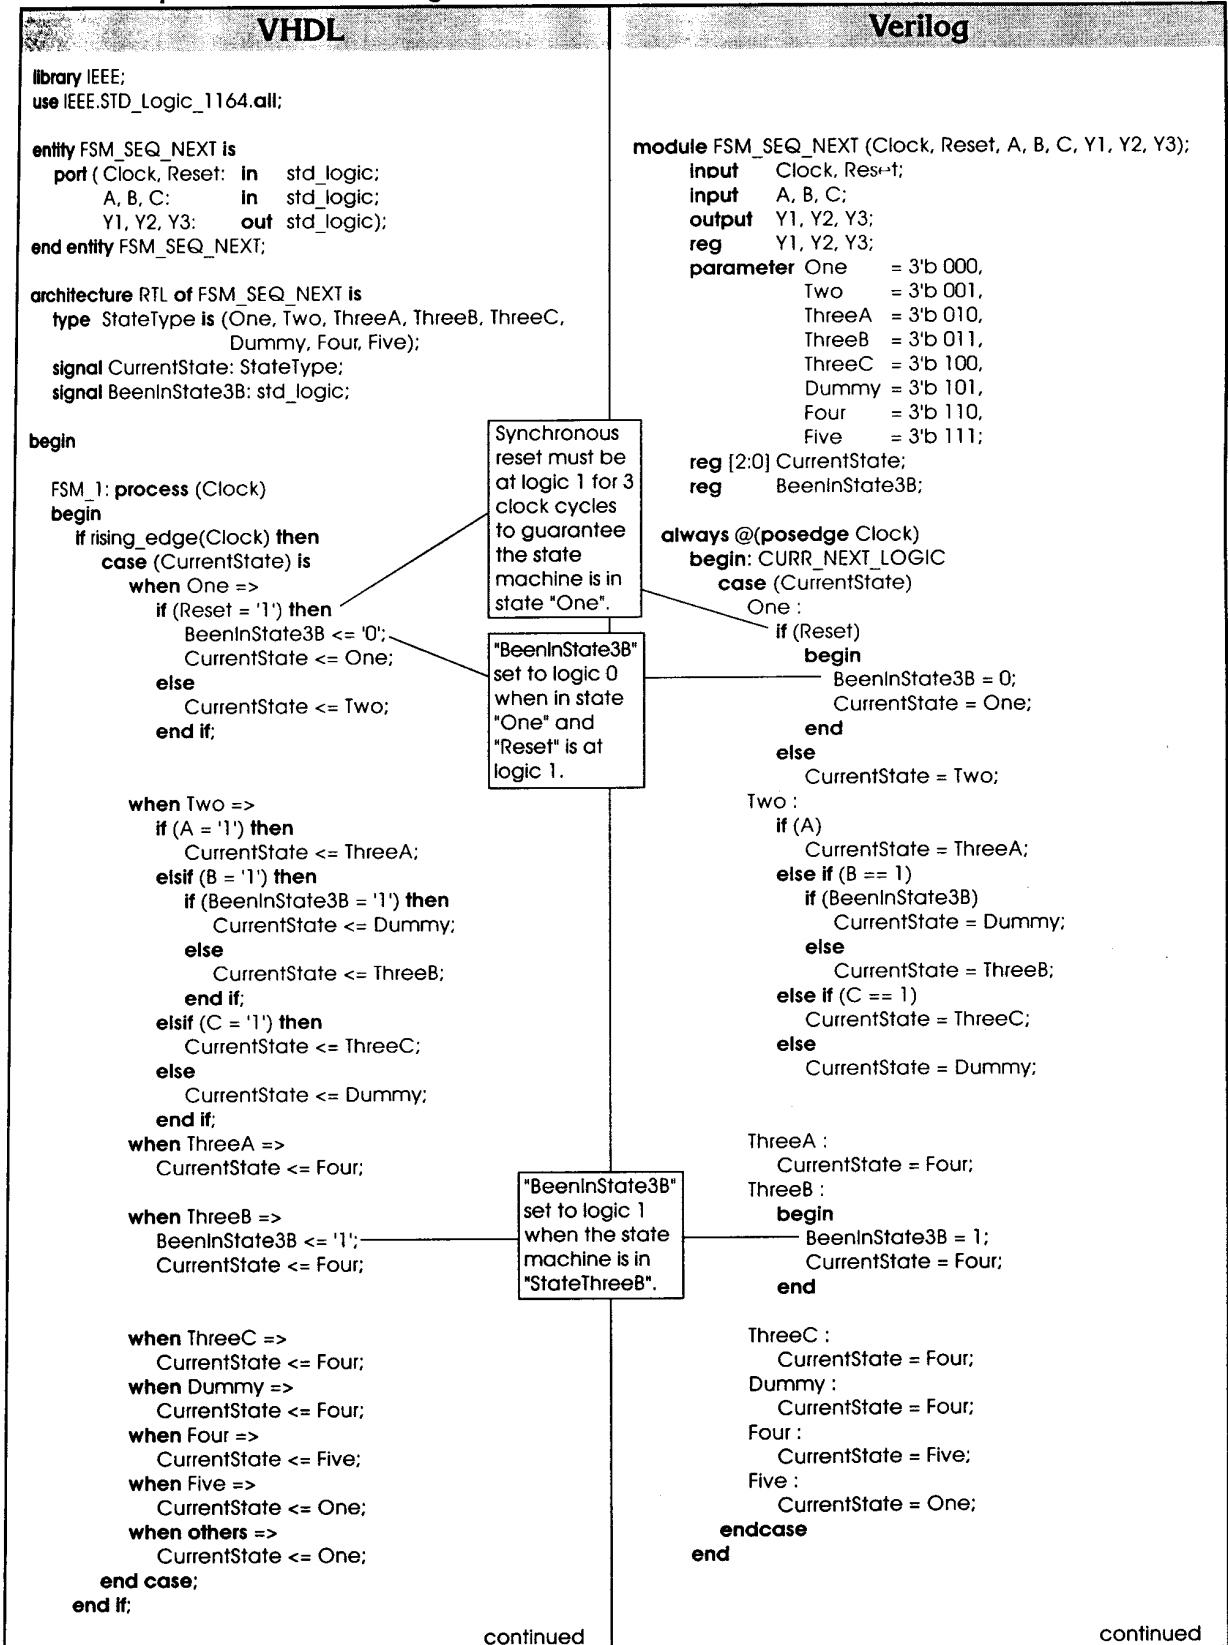 VHDL
library IEEE;
use IEEE.STD_Logic_1164.all;
entity FSM_SEQ_NEXT is
port ( Clock, Reset: in std_logic;
A, B, C: in std_logic;
Y1, Y2, Y3: out std_logic);
end entity FSM_SEQ_NEXT;
architecture RTL of FSM_SEQ_NEXT is
type StateType is (One, Two, ThreeA, ThreeB, ThreeC,
Dummy, Four, Five);
signal CurrentState: StateType;
signal BeenInState3B: std_logic;
begin
FSM_1: process (Clock)
begin
if rising_edge(Clock) then
case (CurrentState) is
when One =>
if (Reset = '1') then
BeenInState3B <= '0';
CurrentState <= One;
else
CurrentState <= Two;
end if;
when Two =>
if (A = '1') then
CurrentState <= ThreeA;
elsif (B = '1') then
if (BeenInState3B = '1') then
CurrentState <= Dummy;
else
CurrentState <= ThreeB;
end if;
elsif (C = '1') then
CurrentState <= ThreeC;
else
CurrentState <= Dummy;
end if;
when ThreeA =>
CurrentState <= Four;
when ThreeB =>
BeenInState3B <= '1';
CurrentState <= Four;
when ThreeC =>
CurrentState <= Four;
when Dummy =>
CurrentState <= Four;
when Four =>
CurrentState <= Five;
when Five =>
CurrentState <= One;
when others =>
CurrentState <= One;
end case;
end if;
continued
Synchronous
reset must be
at logic 1 for 3
clock cycles
to guarantee
the state
machine is in
state "One".
"BeenInState3B"
set to logic 0
when in state
"One" and
"Reset" is at
logic 1.
"BeenInState3B"
set to logic 1
when the state
machine is in
"StateThreeB".
Verilog
module FSM_SEQ_NEXT (Clock, Reset, A, B, C, Y1, Y2, Y3);
input Clock, Reset;
input A, B, C;
output Y1, Y2, Y3;
reg Y1, Y2, Y3;
parameter One = 3'b 000,
Two = 3'b 001,
ThreeA = 3'b 010,
ThreeB = 3'b 011,
ThreeC = 3'b 100,
Dummy = 3'b 101,
Four = 3'b 110,
Five = 3'b 111;
reg [2:0] CurrentState;
reg BeenInState3B;
always @(posedge Clock)
begin: CURR_NEXT_LOGIC
case (CurrentState)
One :
if (Reset)
begin
BeenInState3B = 0;
CurrentState = One;
end
else
CurrentState = Two;
Two :
if (A)
CurrentState = ThreeA;
else if (B == 1)
if (BeenInState3B)
CurrentState = Dummy;
else
CurrentState = ThreeB;
else if (C == 1)
CurrentState = ThreeC;
else
CurrentState = Dummy;
ThreeA :
CurrentState = Four;
ThreeB :
begin
BeenInState3B = 1;
CurrentState = Four;
end
ThreeC :
CurrentState = Four;
Dummy :
CurrentState = Four;
Four :
CurrentState = Five;
Five :
CurrentState = One;
endcase
end
continued